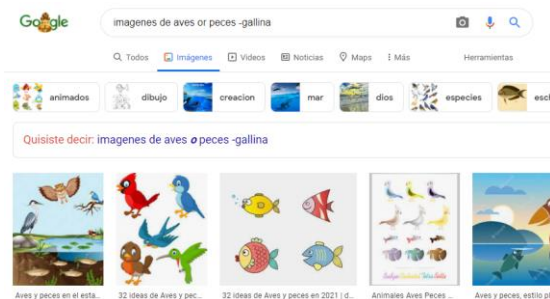 Google
imagenes de aves or peces -gallina
Todos Imágenes Videos Noticias Maps Más Herramientas
animados dibujo creacion mar dios especies
Quisiste decir: imagenes de aves o peces -gallina
Aves y peces en el esta... 32 ideas de Aves y pec... 32 ideas de Aves y peces en 2021 | d... Animales Aves Peces ... Aves y peces, estilo pl